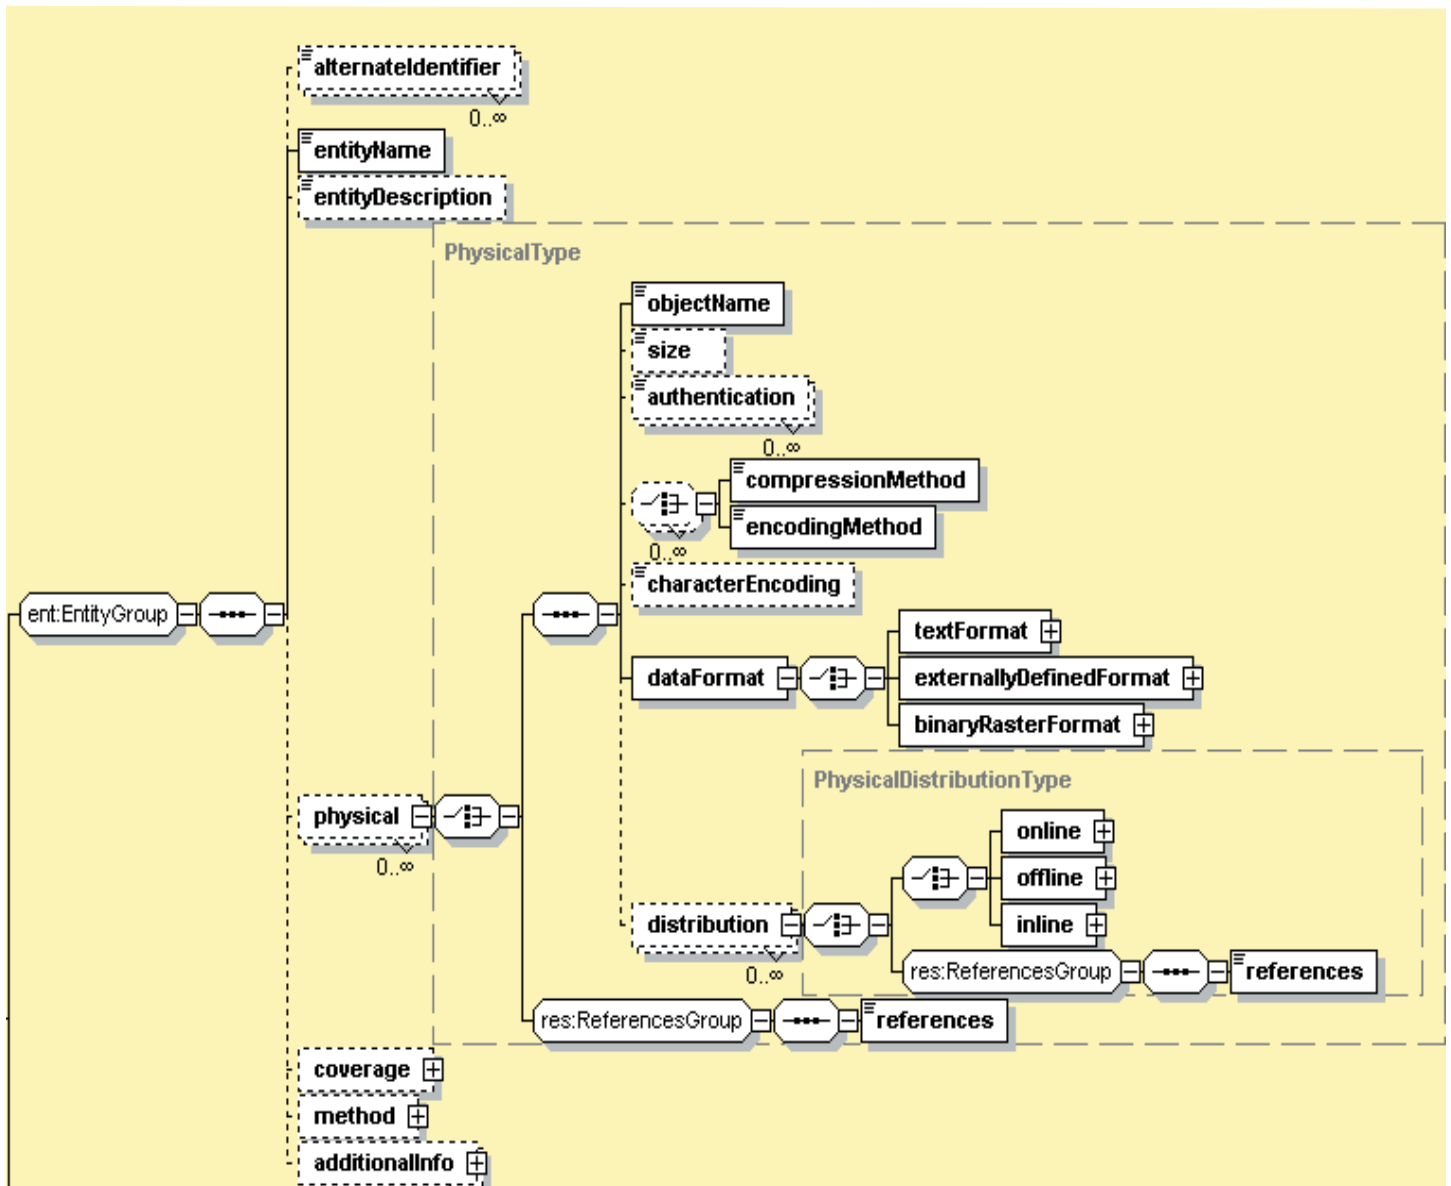 alternateIdentifier
0..∞
entityName
entityDescription
PhysicalType
objectName
size
authentication
0..∞
compressionMethod
encodingMethod
0..∞
characterEncoding
ent:EntityGroup
textFormat
dataFormat
externallyDefinedFormat
binaryRasterFormat
PhysicalDistributionType
physical
0..∞
online
offline
inline
distribution
0..∞
res:ReferencesGroup
references
res:ReferencesGroup
references
coverage
method
additionalInfo